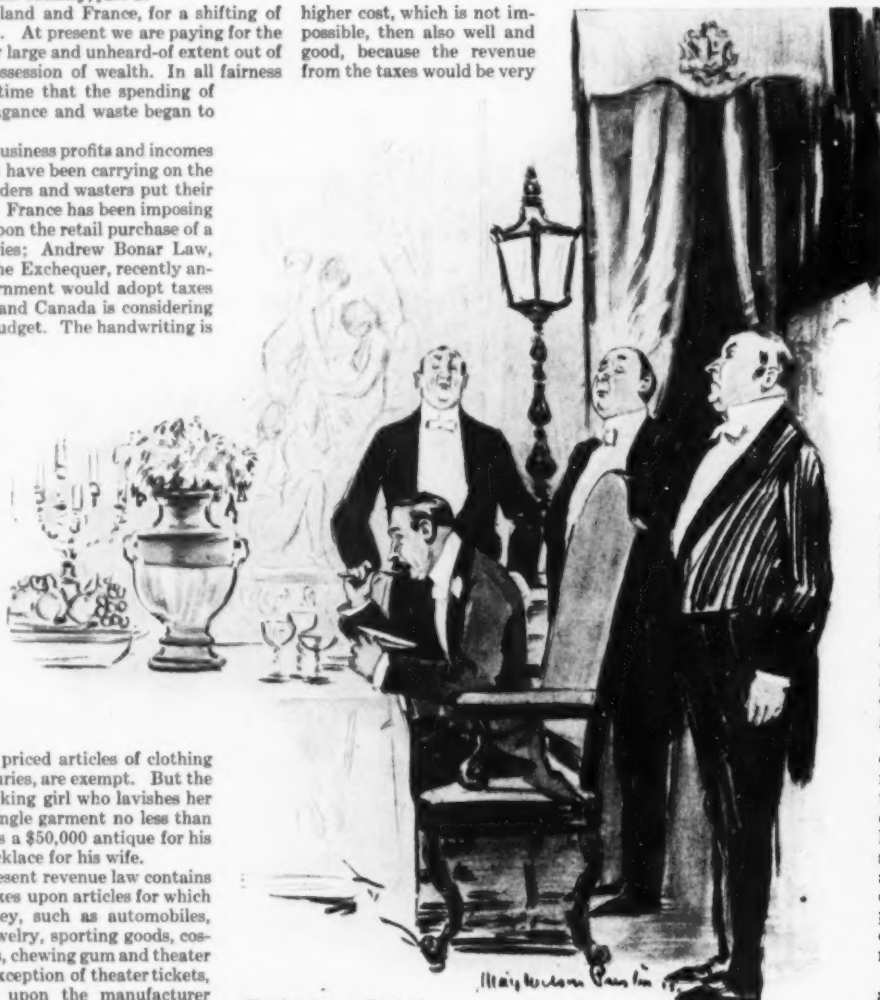 land and France, for a shifting of
. At present we are paying for the
large and unheard-of extent out of
ssession of wealth. In all fairness
time that the spending of
gance and waste began to
usiness profits and incomes
have been carrying on the
ders and wasters put their
France has been imposing
pon the retail purchase of a
ies; Andrew Bonar Law,
he Exchequer, recently an-
rnment would adopt taxes
and Canada is considering
udget. The handwriting is
priced articles of clothing
uries, are exempt. But the
king girl who lavishes her
ngle garment no less than
s a $50,000 antique for his
cklace for his wife.
esent revenue law contains
xes upon articles for which
ey, such as automobiles,
welry, sporting goods, cos-
, chewing gum and theater
xception of theater tickets,
upon the manufacturer
higher cost, which is not im-
possible, then also well and
good, because the revenue
from the taxes would be very
May Wilson Preston